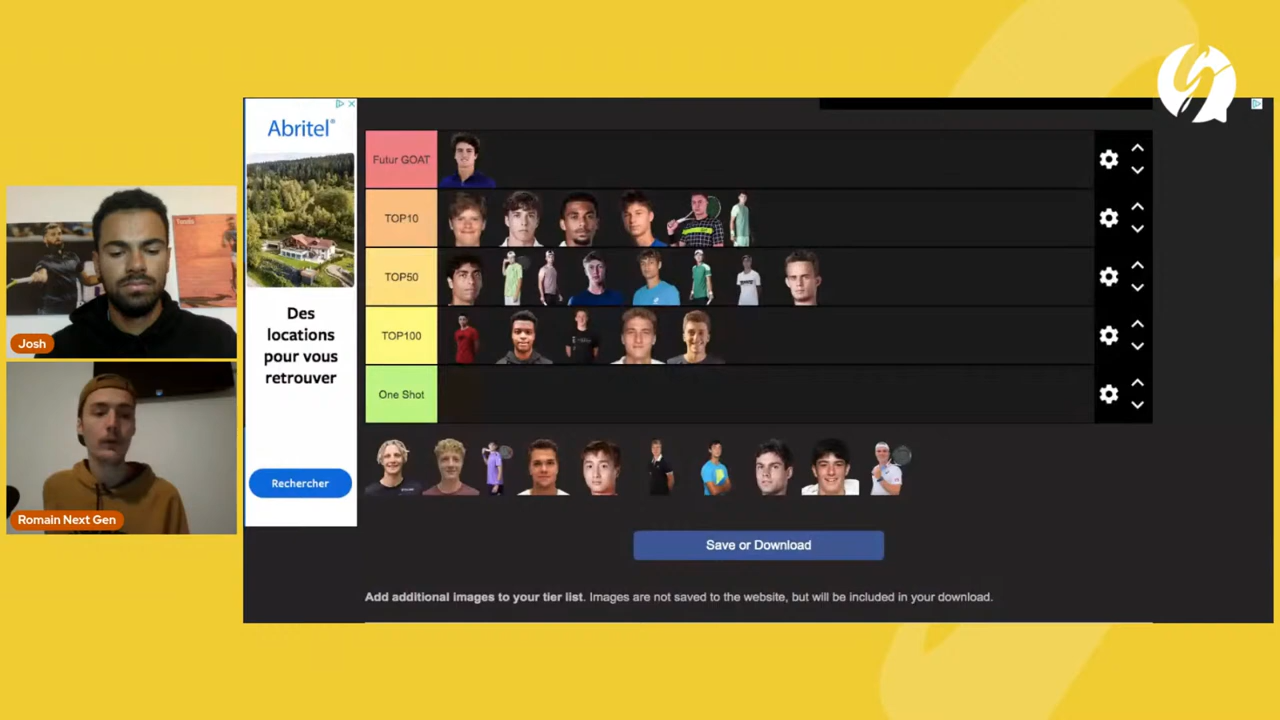 Abritel
Des
locations
pour vous
retrouver
Rechercher
Josh
Romain Next Gen
Futur GOAT
TOP10
TOP50
TOP100
One Shot
Save or Download
Add additional images to your tier list. Images are not saved to the website, but will be included in your download.